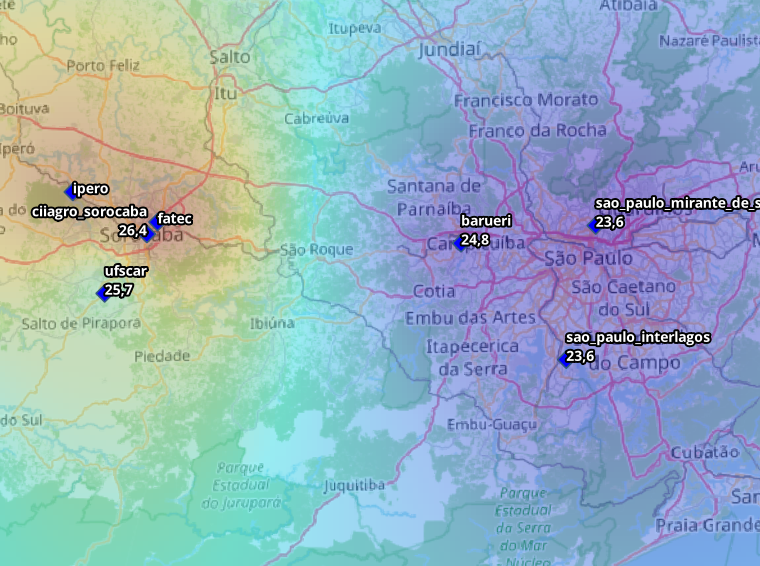 Atibaia
Itupeva
Jundiaí
Nazaré Paulista
Salto
Porto Feliz
Itu
Francisco Morato
Boituva
Cabreúva
Franco da Rocha
Iperó
ipero
Santana de
Parnaíba
sao_paulo_mirante_de_s
23,6
ciiagro_sorocaba
26,4
fatec
barueri
24,8
São Roque
São Paulo
ufscar
25,7
Cotia
São Caetano
do Sul
Embu das Artes
Salto de Pirapora
Ibiúna
sao_paulo_interlagos
23,6
Itapecerica
da Serra
Piedade
do Campo
do Sul
Embu-Guaçu
Cubatão
Parque
Estadual
do Jurupara
Juquitiba
Parque
Estadual
da Serra
do Mar
- Núcleo
Praia Grande